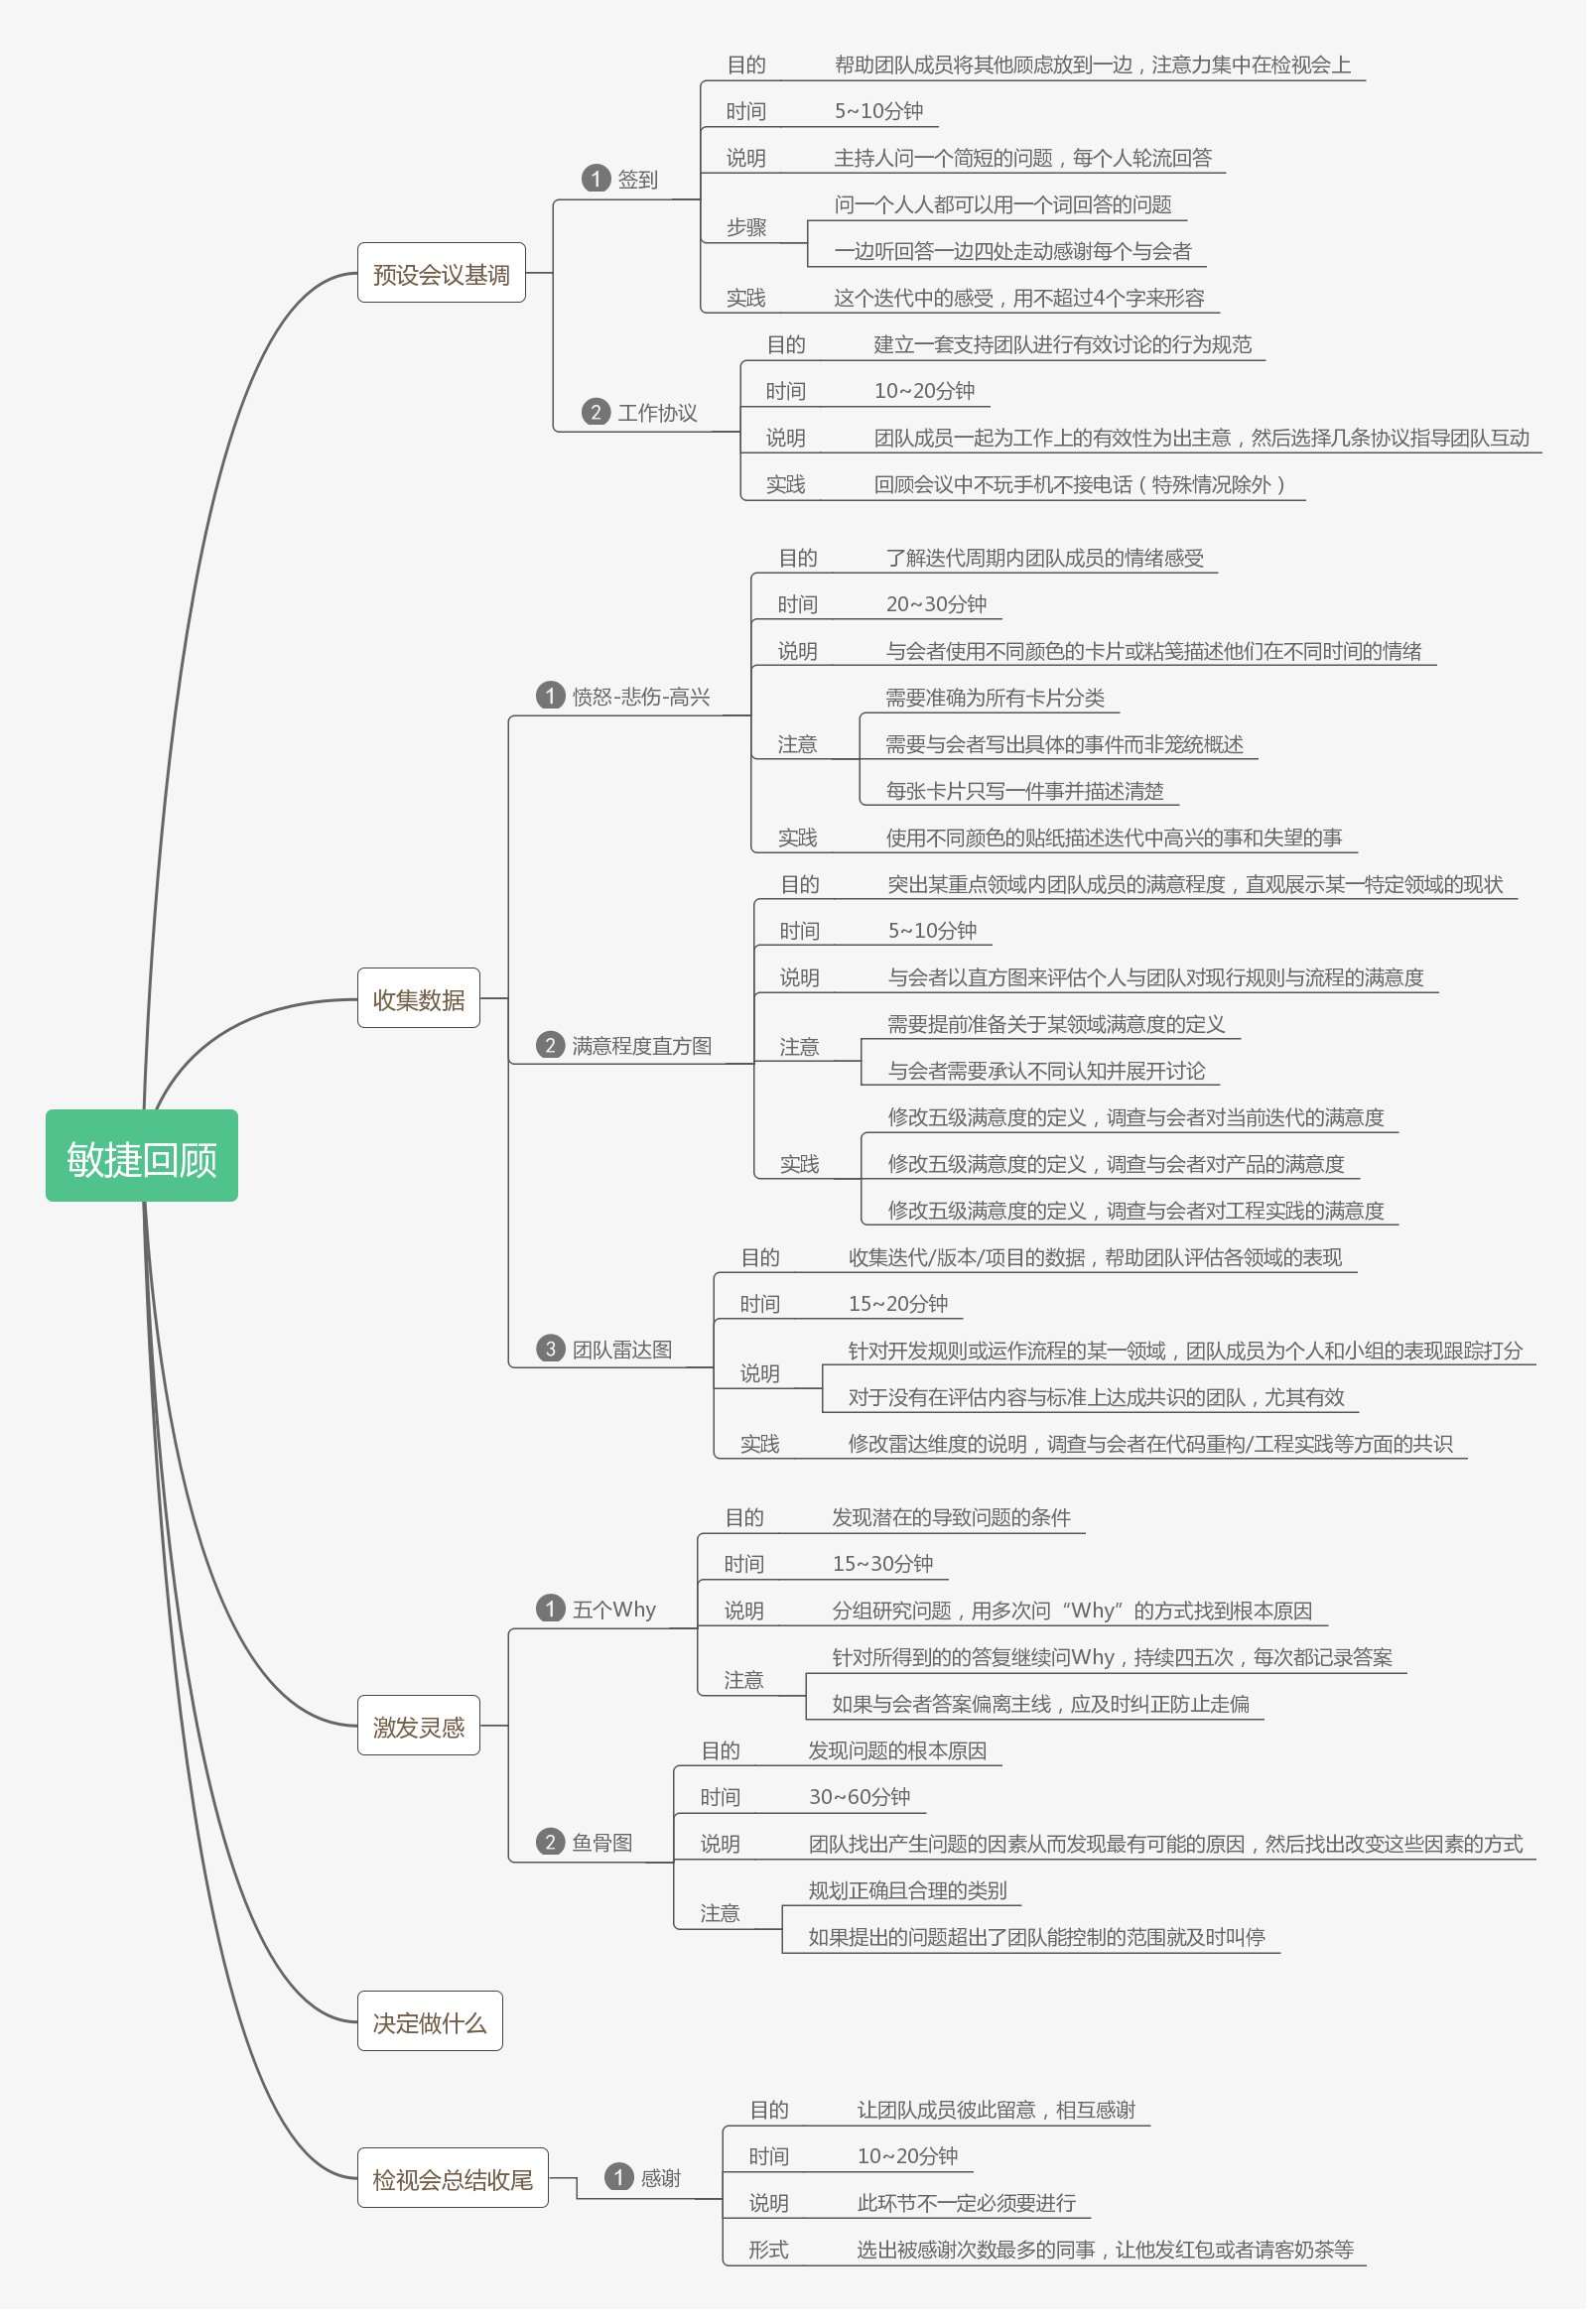 敏捷回顾
预设会议基调
1 签到
目的 帮助团队成员将其他顾虑放到一边，注意力集中在检视会上
时间 5~10分钟
说明 主持人问一个简短的问题，每个人轮流回答
步骤
问一个人人都可以用一个词回答的问题
一边听回答一边四处走动感谢每个与会者
实践 这个迭代中的感受，用不超过4个字来形容
2 工作协议
目的 建立一套支持团队进行有效讨论的行为规范
时间 10~20分钟
说明 团队成员一起为工作上的有效性为出主意，然后选择几条协议指导团队互动
实践 回顾会议中不玩手机不接电话（特殊情况除外）
收集数据
1 愤怒-悲伤-高兴
目的 了解迭代周期内团队成员的情绪感受
时间 20~30分钟
说明 与会者使用不同颜色的卡片或粘笺描述他们在不同时间的情绪
注意
需要准确为所有卡片分类
需要与会者写出具体的事件而非笼统概述
每张卡片只写一件事并描述清楚
实践 使用不同颜色的贴纸描述迭代中高兴的事和失望的事
2 满意程度直方图
目的 突出某重点领域内团队成员的满意程度，直观展示某一特定领域的现状
时间 5~10分钟
说明 与会者以直方图来评估个人与团队对现行规则与流程的满意度
注意
需要提前准备关于某领域满意度的定义
与会者需要承认不同认知并展开讨论
实践
修改五级满意度的定义，调查与会者对当前迭代的满意度
修改五级满意度的定义，调查与会者对产品的满意度
修改五级满意度的定义，调查与会者对工程实践的满意度
3 团队雷达图
目的 收集迭代/版本/项目的数据，帮助团队评估各领域的表现
时间 15~20分钟
说明
针对开发规则或运作流程的某一领域，团队成员为个人和小组的表现跟踪打分
对于没有在评估内容与标准上达成共识的团队，尤其有效
实践 修改雷达维度的说明，调查与会者在代码重构/工程实践等方面的共识
激发灵感
1 五个Why
目的 发现潜在的导致问题的条件
时间 15~30分钟
说明 分组研究问题，用多次问“Why”的方式找到根本原因
注意
针对所得到的的答复继续问Why，持续四五次，每次都记录答案
如果与会者答案偏离主线，应及时纠正防止走偏
2 鱼骨图
目的 发现问题的根本原因
时间 30~60分钟
说明 团队找出产生问题的因素从而发现最有可能的原因，然后找出改变这些因素的方式
注意
规划正确且合理的类别
如果提出的问题超出了团队能控制的范围就及时叫停
决定做什么
检视会总结收尾
1 感谢
目的 让团队成员彼此留意，相互感谢
时间 10~20分钟
说明 此环节不一定必须要进行
形式 选出被感谢次数最多的同事，让他发红包或者请客奶茶等